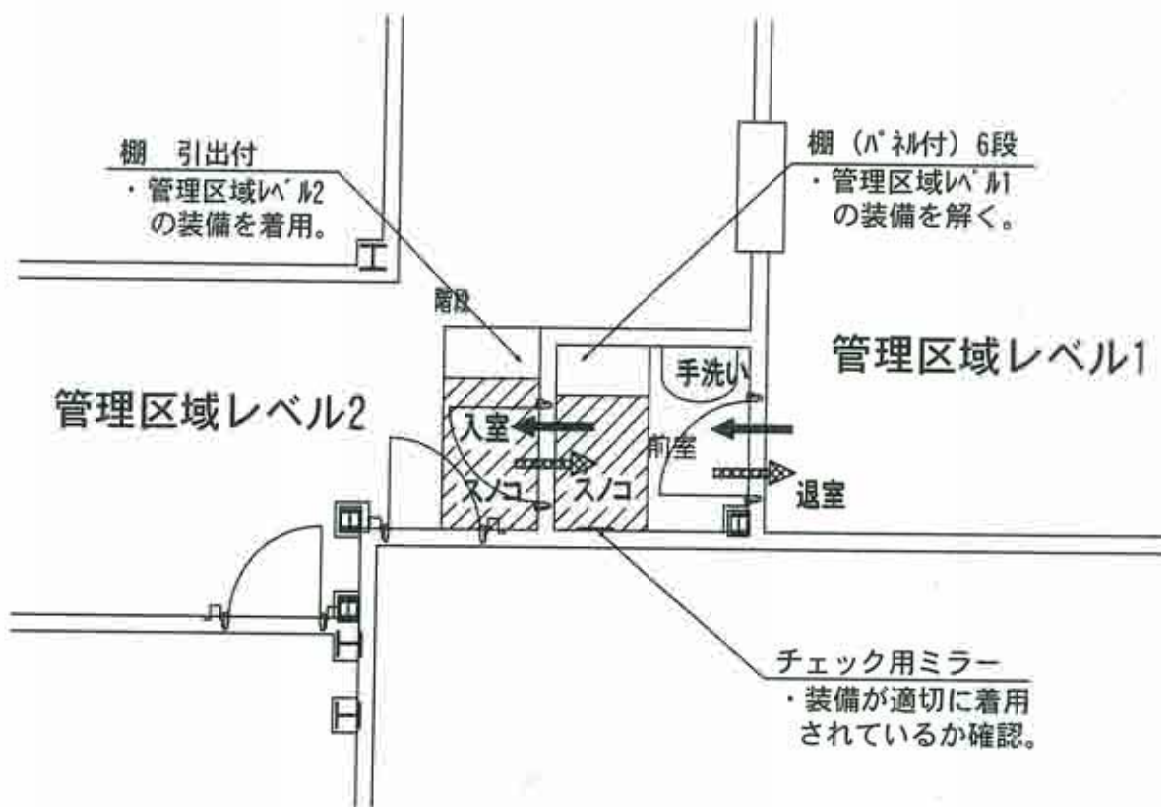 棚　引出付
・管理区域ﾚﾍﾞﾙ2
の装備を着用。
棚（ﾊﾟﾈﾙ付）6段
・管理区域ﾚﾍﾞﾙ1
の装備を解く。
階段
管理区域レベル1
手洗い
管理区域レベル2
入室
前室
スノコ
スノコ
退室
チェック用ミラー
・装備が適切に着用
されているか確認。